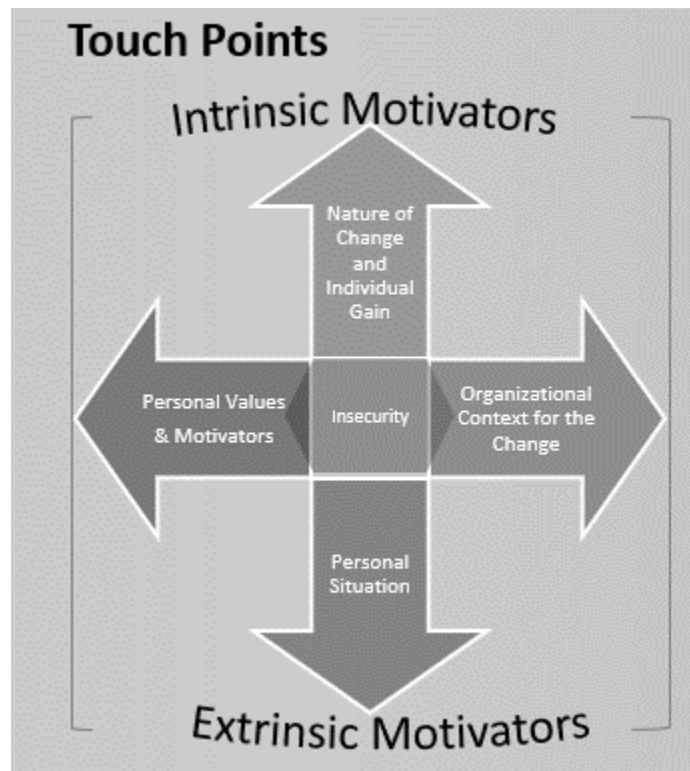 Touch Points
Intrinsic Motivators
Nature of
Change
and
Individual
Gain
Personal Values
& Motivators
Insecurity
Organizational
Context for the
Change
Personal
Situation
Extrinsic Motivators